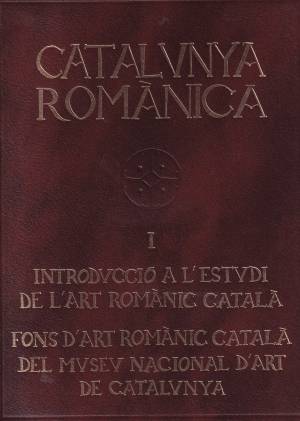 CATALVNYA
ROMÀNICA
I
INTRODVCCIÓ A L'ESTVDI
DE L'ART ROMÀNIC CATALÀ
FONS D'ART ROMÀNIC CATALÀ
DEL MVSEV NACIONAL D'ART
DE CATALVNYA